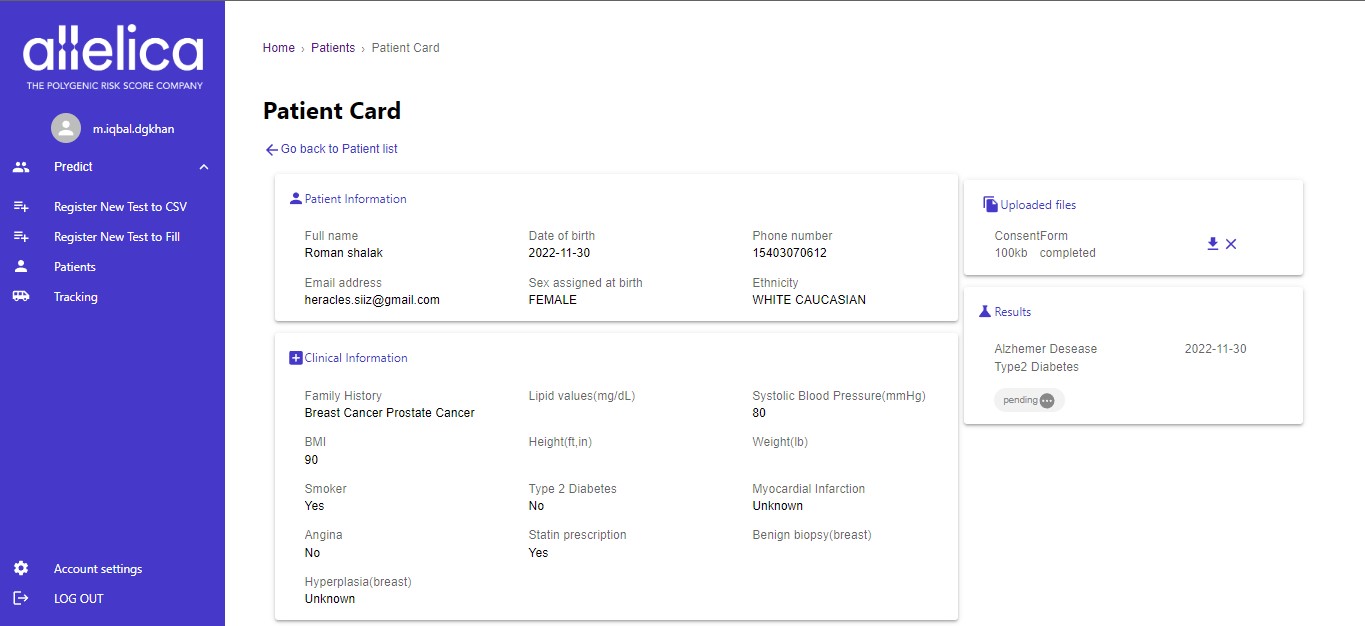 allelica
THE POLYGENIC RISK SCORE COMPANY
m.iqbal.dgkhan
Predict
Register New Test to CSV
Register New Test to Fill
Patients
Tracking
Account settings
LOG OUT
Home › Patients › Patient Card
Patient Card
Go back to Patient list
Patient Information
Full name Date of birth Phone number
Roman shalak 2022-11-30 15403070612
Email address Sex assigned at birth Ethnicity
heracles.siiz@gmail.com FEMALE WHITE CAUCASIAN
Clinical Information
Family History Lipid values(mg/dL) Systolic Blood Pressure(mmHg)
Breast Cancer Prostate Cancer 80
BMI Height(ft,in) Weight(lb)
90
Smoker Type 2 Diabetes Myocardial Infarction
Yes No Unknown
Angina Statin prescription Benign biopsy(breast)
No Yes
Hyperplasia(breast)
Unknown
Uploaded files
ConsentForm
100kb completed
Results
Alzhemer Desease 2022-11-30
Type2 Diabetes
pending